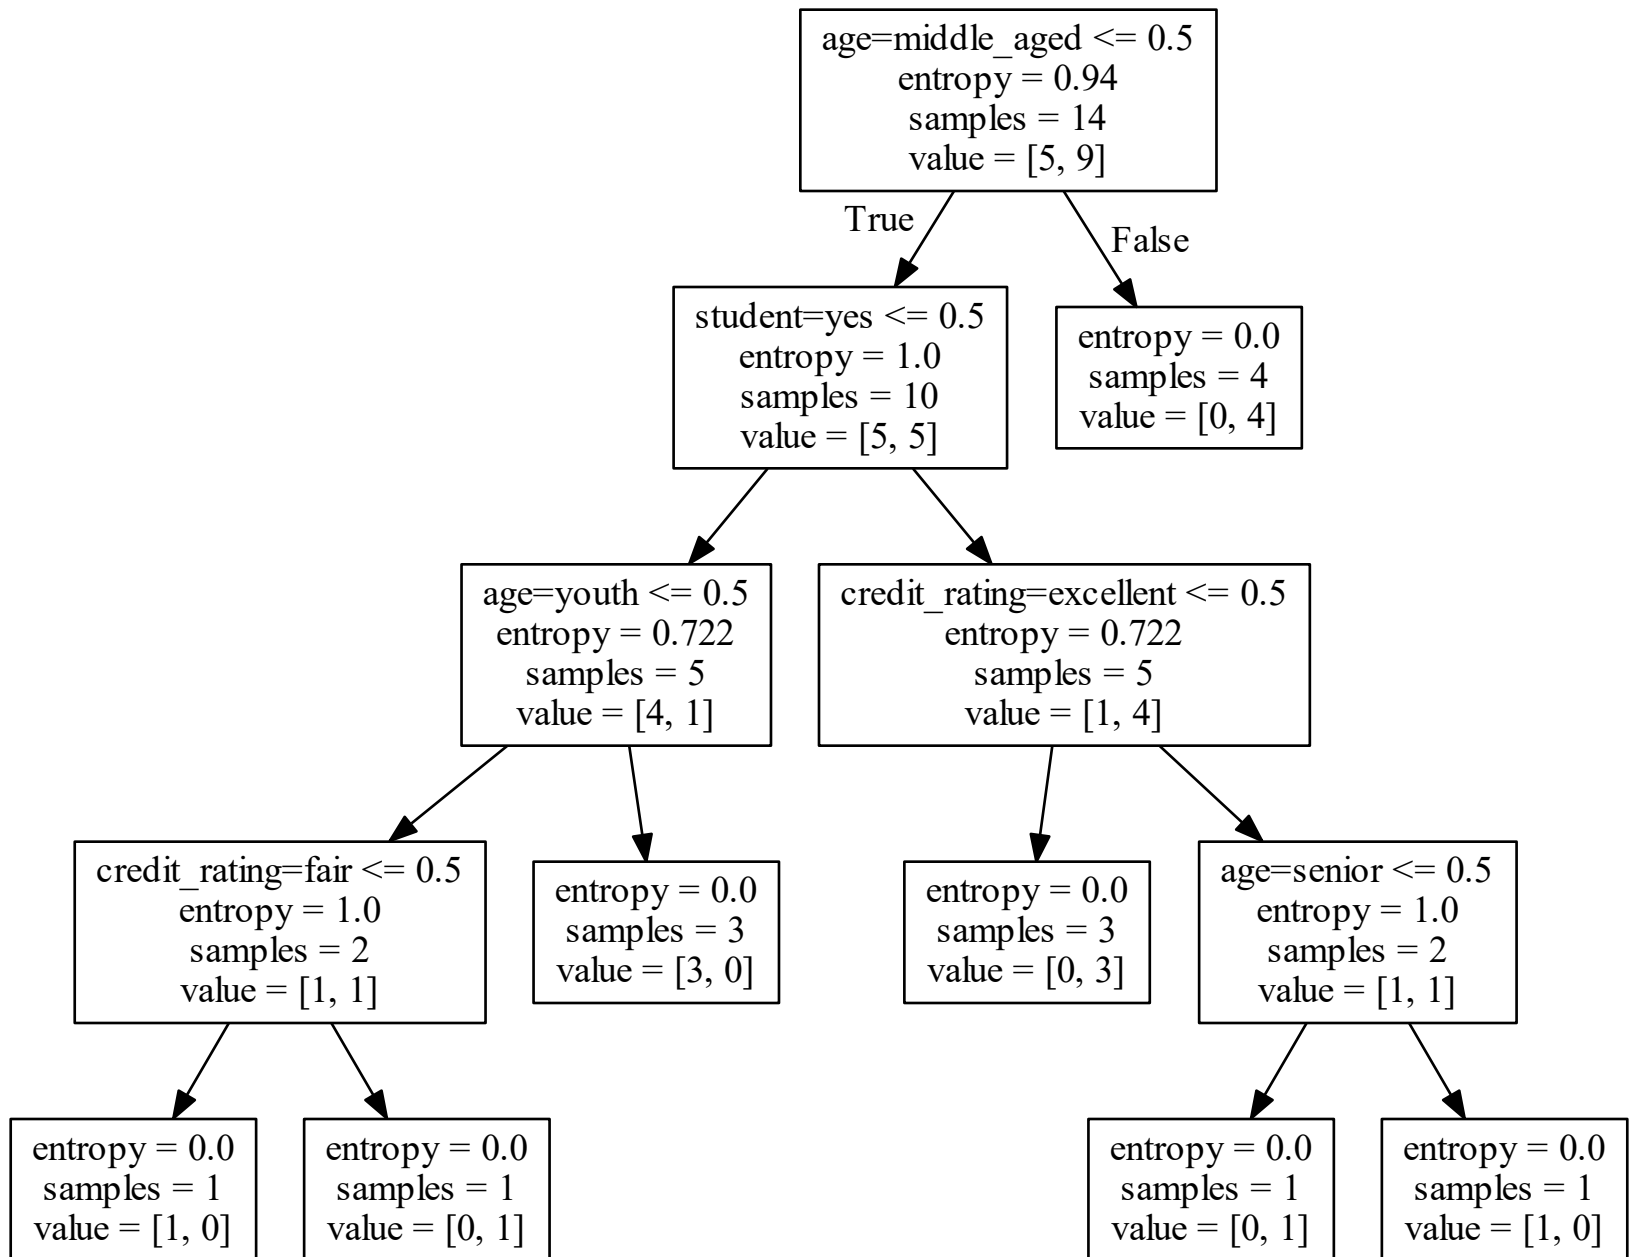 age=middle_aged <= 0.5
entropy = 0.94
samples = 14
value = [5, 9]
True
False
student=yes <= 0.5
entropy = 1.0
samples = 10
value = [5, 5]
entropy = 0.0
samples = 4
value = [0, 4]
age=youth <= 0.5
entropy = 0.722
samples = 5
value = [4, 1]
credit_rating=excellent <= 0.5
entropy = 0.722
samples = 5
value = [1, 4]
credit_rating=fair <= 0.5
entropy = 1.0
samples = 2
value = [1, 1]
entropy = 0.0
samples = 3
value = [3, 0]
entropy = 0.0
samples = 3
value = [0, 3]
age=senior <= 0.5
entropy = 1.0
samples = 2
value = [1, 1]
entropy = 0.0
samples = 1
value = [1, 0]
entropy = 0.0
samples = 1
value = [0, 1]
entropy = 0.0
samples = 1
value = [0, 1]
entropy = 0.0
samples = 1
value = [1, 0]